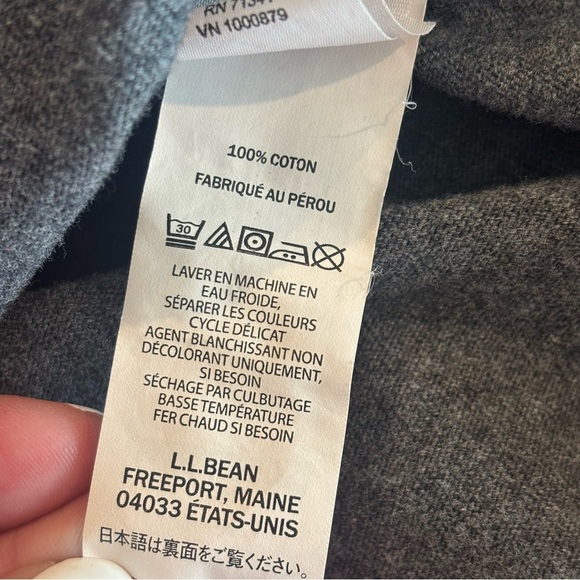 VN 1000879
100% COTON
FABRIQUÉ AU PÉROU
30
LAVER EN MACHINE EN
EAU FROIDE,
SÉPARER LES COULEURS
CYCLE DÉLICAT
AGENT BLANCHISSANT NON
DÉCOLORANT UNIQUEMENT,
SI BESOIN
SÉCHAGE PAR CULBUTAGE
BASSE TEMPÉRATURE
FER CHAUD SI BESOIN
L.L.BEAN
FREEPORT, MAINE
04033 ÉTATS-UNIS
日本語は裏面をご覧ください。